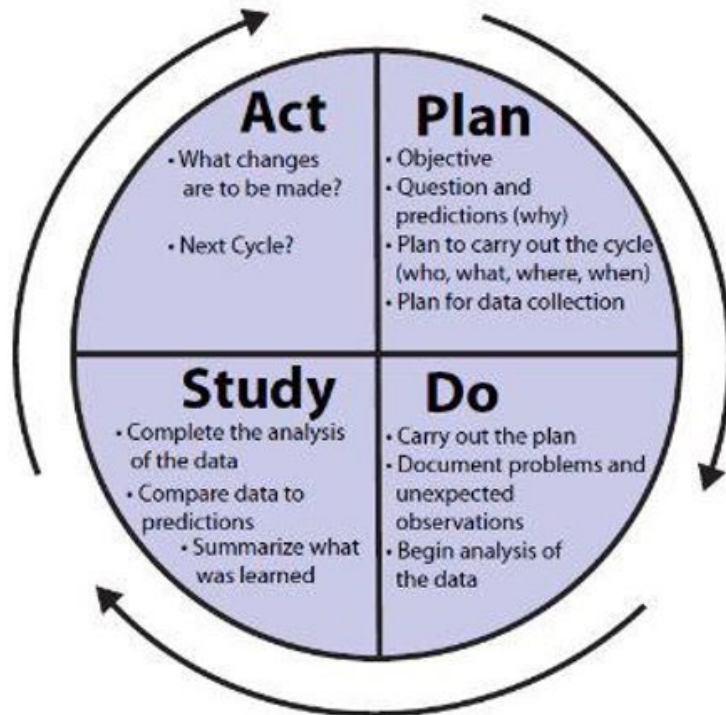 Act
• What changes
are to be made?
• Next Cycle?
Plan
• Objective
• Question and
predictions (why)
• Plan to carry out the cycle
(who, what, where, when)
• Plan for data collection
Study
• Complete the analysis
of the data
• Compare data to
predictions
• Summarize what
was learned
Do
• Carry out the plan
• Document problems and
unexpected
observations
• Begin analysis of
the data